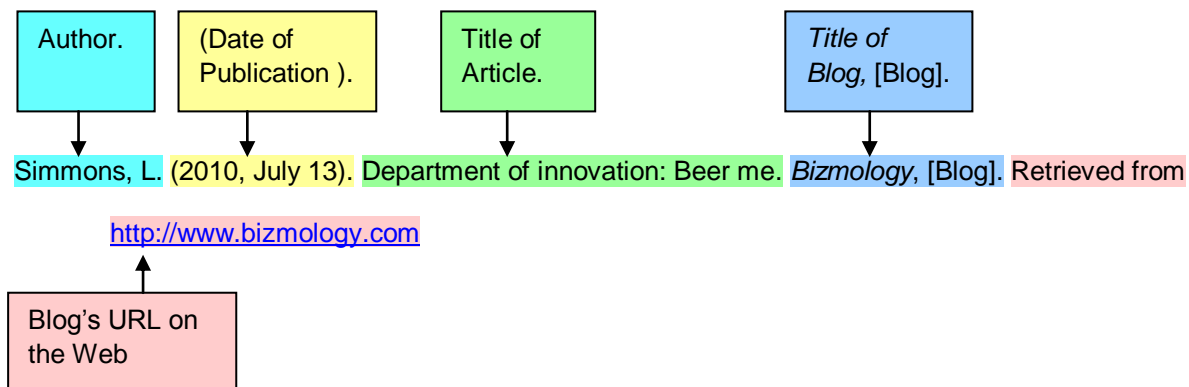 Author.
(Date of
Publication ).
Title of
Article.
Title of
Blog, [Blog].
Simmons, L. (2010, July 13). Department of innovation: Beer me. Bizmology, [Blog]. Retrieved from
http://www.bizmology.com
Blog’s URL on
the Web